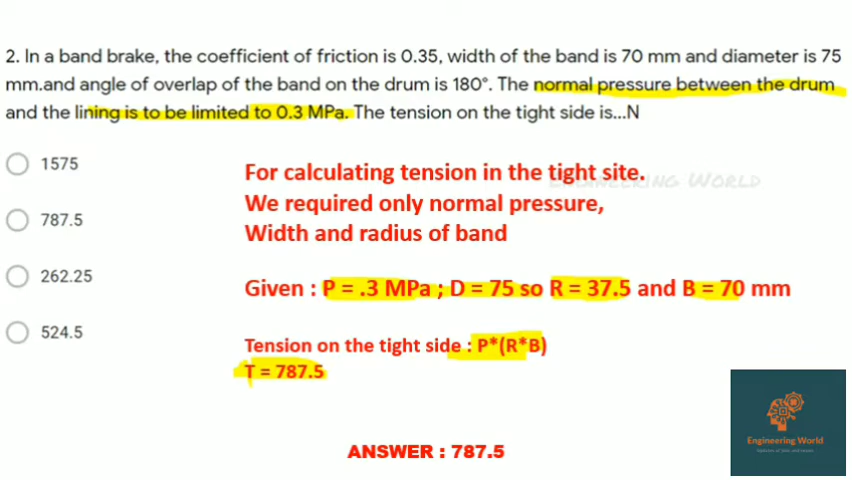 2. In a band brake, the coefficient of friction is 0.35, width of the band is 70 mm and diameter is 75
mm.and angle of overlap of the band on the drum is 180°. The normal pressure between the drum
and the lining is to be limited to 0.3 MPa. The tension on the tight side is...N
1575
For calculating tension in the tight site.
ENGINEERING WORLD
We required only normal pressure,
787.5
Width and radius of band
262.25
Given : P = .3 MPa ; D = 75 so R = 37.5 and B = 70 mm
524.5
Tension on the tight side : P*(R*B)
T = 787.5
Engineering World
ANSWER : 787.5